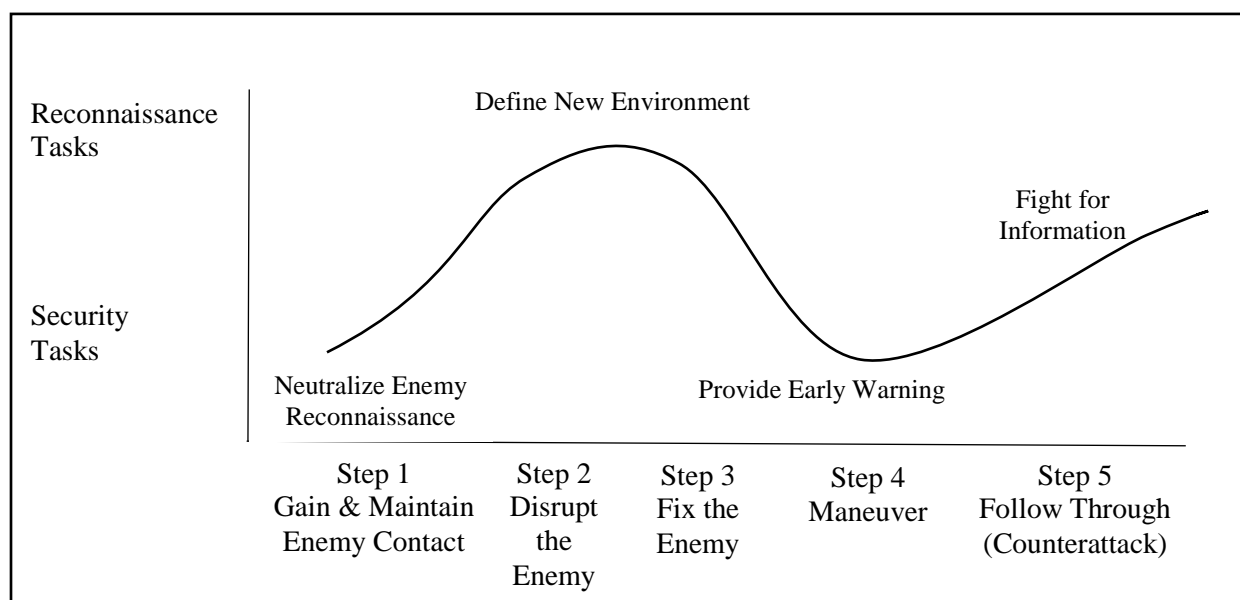 Reconnaissance
Tasks
Define New Environment
Fight for
Information
Security
Tasks
Neutralize Enemy
Reconnaissance
Provide Early Warning
Step 1
Gain & Maintain
Enemy Contact
Step 2
Disrupt
the
Enemy
Step 3
Fix the
Enemy
Step 4
Maneuver
Step 5
Follow Through
(Counterattack)